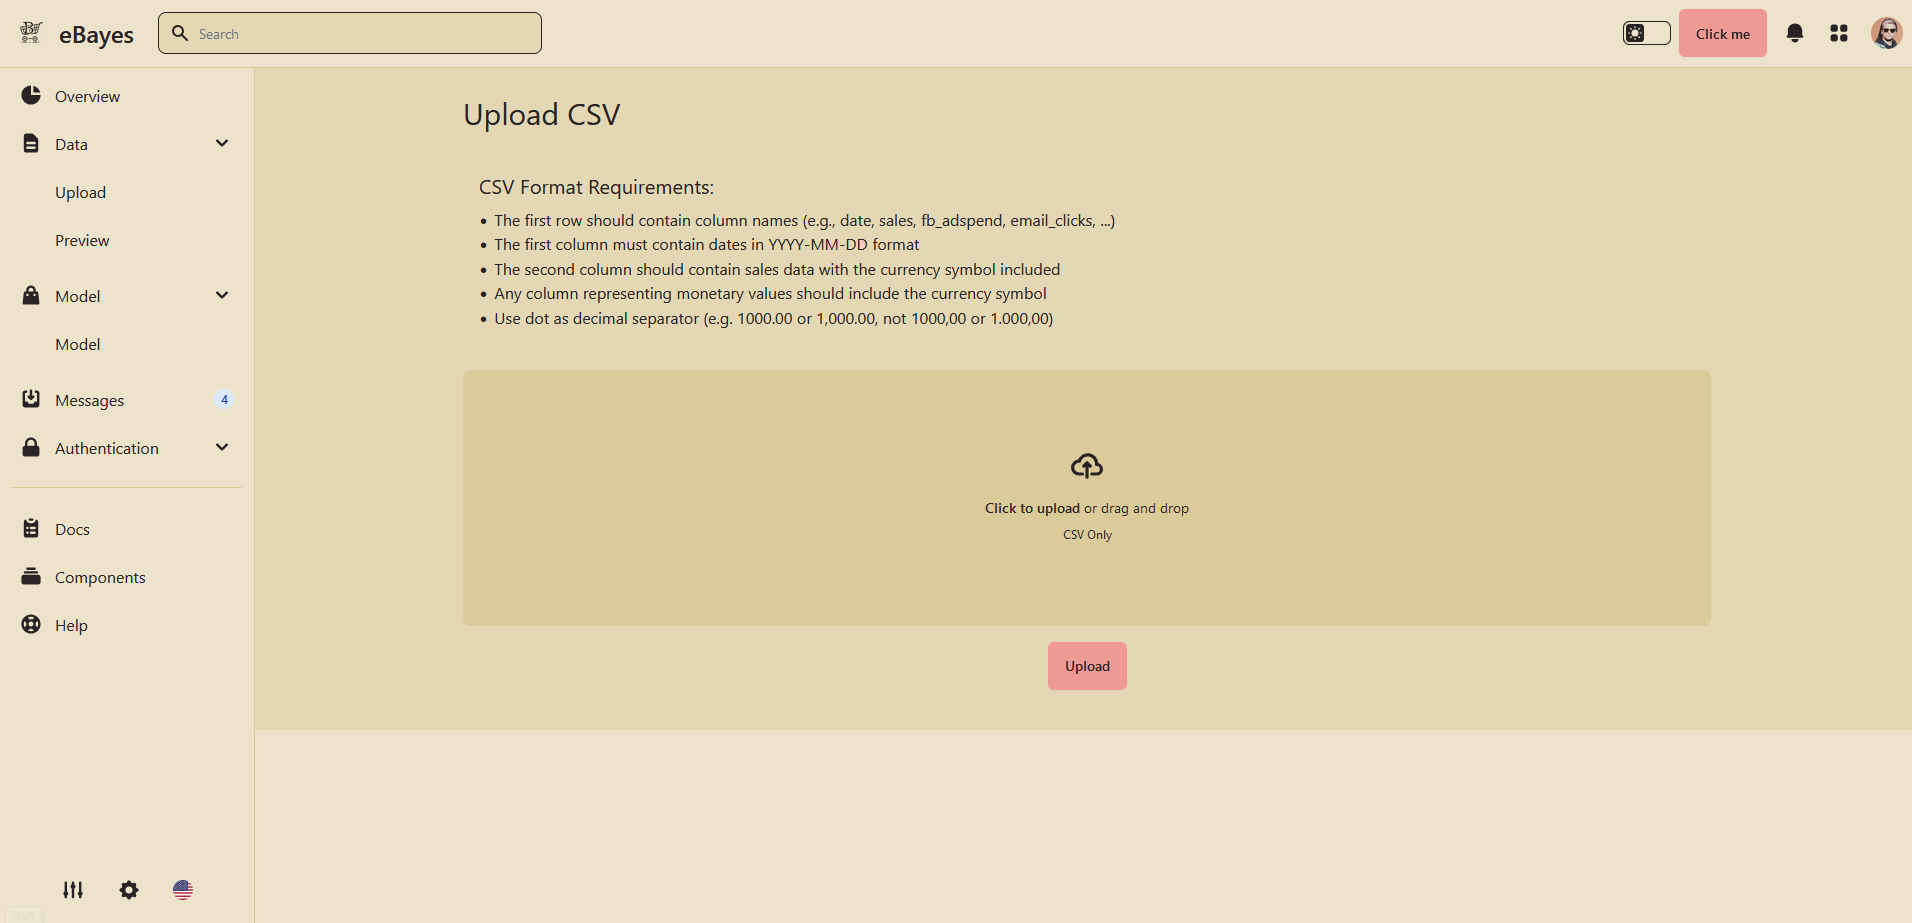 eBayes
Search
Click me
Overview
Data
Upload
Preview
Model
Model
Messages
4
Authentication
Docs
Components
Help
Upload CSV
CSV Format Requirements:
• The first row should contain column names (e.g., date, sales, fb_adspend, email_clicks, ...)
• The first column must contain dates in YYYY-MM-DD format
• The second column should contain sales data with the currency symbol included
• Any column representing monetary values should include the currency symbol
• Use dot as decimal separator (e.g. 1000.00 or 1,000.00, not 1000,00 or 1.000,00)
Click to upload or drag and drop
CSV Only
Upload
Start